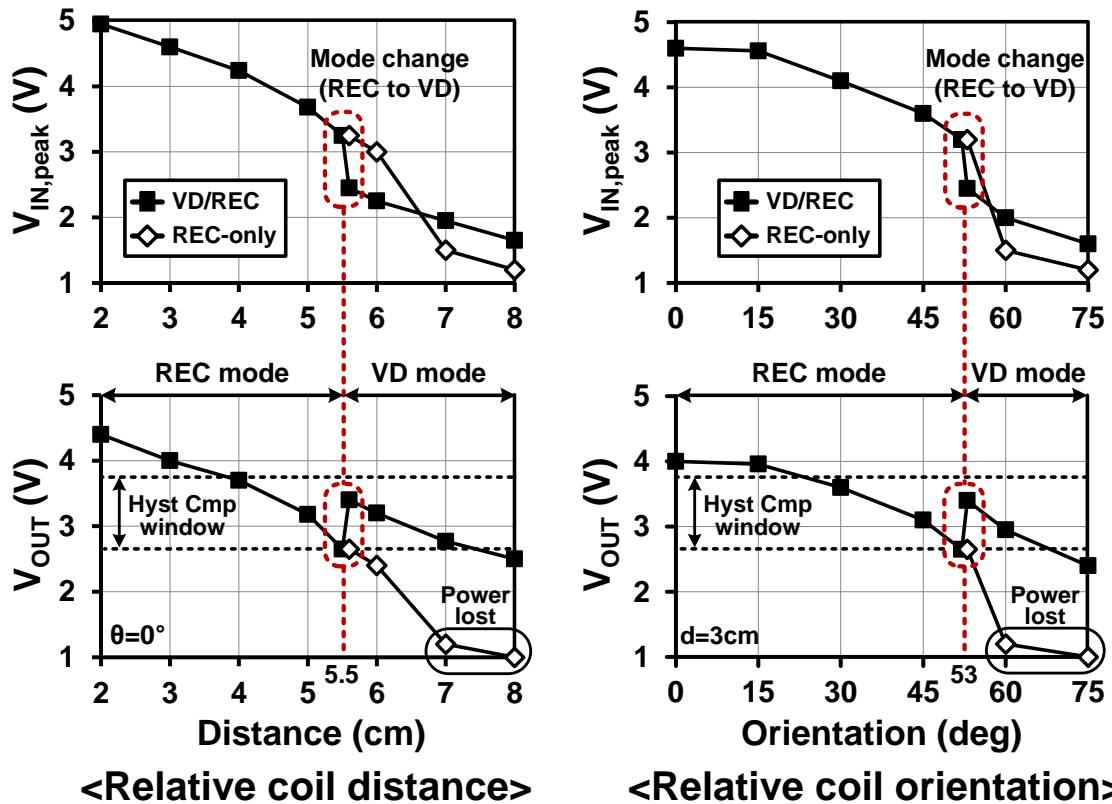 5
4
3
2
1
V_IN,peak (V)
Mode change
(REC to VD)
VD/REC
REC-only
2 3 4 5 6 7 8
5
4
3
2
1
V_IN,peak (V)
Mode change
(REC to VD)
VD/REC
REC-only
0 15 30 45 60 75
REC mode VD mode
5
4
3
2
1
V_OUT (V)
Hyst Cmp
window
Power
lost
θ=0°
5.5
2 3 4 5 6 7 8
Distance (cm)
<Relative coil distance>
REC mode VD mode
5
4
3
2
1
V_OUT (V)
Hyst Cmp
window
Power
lost
d=3cm
53
0 15 30 45 60 75
Orientation (deg)
<Relative coil orientation>